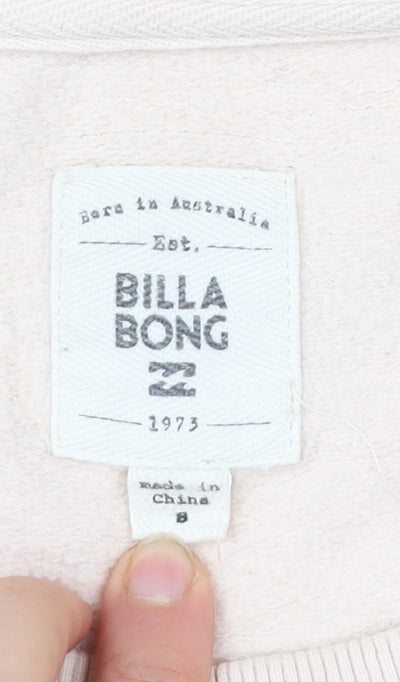 Born in Australia
Est.
BILLA
BONG
1973
made in
China
S